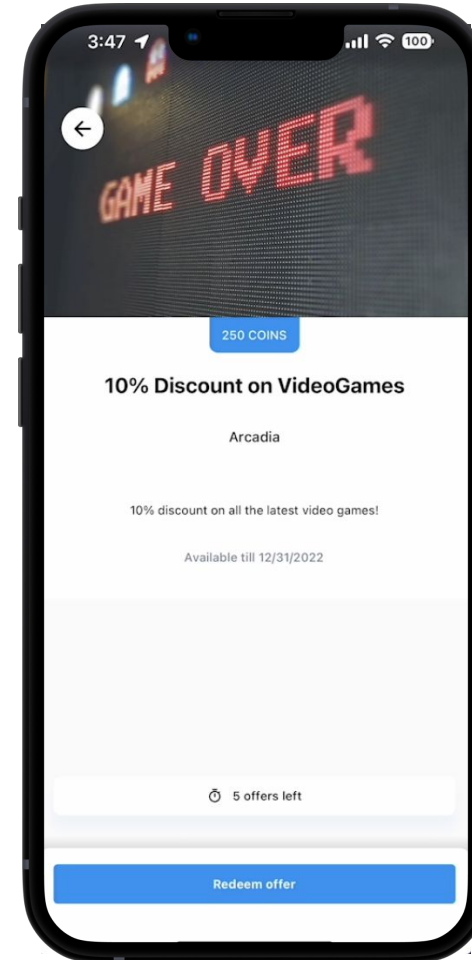 3:47
100
GAME OVER
250 COINS
10% Discount on VideoGames
Arcadia
10% discount on all the latest video games!
Available till 12/31/2022
5 offers left
Redeem offer